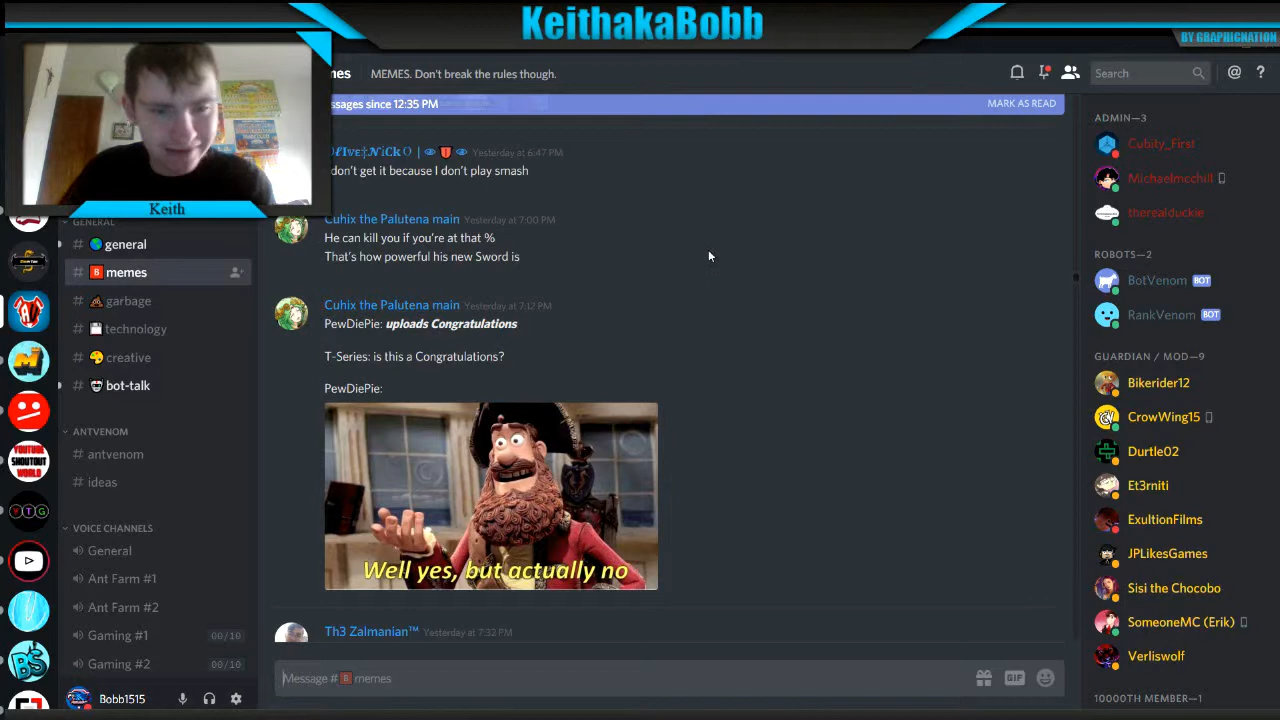 KeithakaBobb
BY GRAPHIGNATION
Keith
mes
MEMES. Don't break the rules though.
Search
ssages since 12:35 PM
MARK AS READ
Yesterday at 6:47 PM
don't get it because I don't play smash
Cuhix the Palutena main Yesterday at 7:00 PM
He can kill you if you're at that %
That's how powerful his new Sword is
Cuhix the Palutena main Yesterday at 7:12 PM
PewDiePie: uploads Congratulations
T-Series: is this a Congratulations?
PewDiePie:
Well yes, but actually no
Th3 Zalmanian™ Yesterday at 7:32 PM
Message # B memes
GIF
GENERAL
# general
# B memes
# garbage
# technology
# creative
# bot-talk
ANTVENOM
# antvenom
# ideas
VOICE CHANNELS
General
Ant Farm #1
Ant Farm #2
Gaming #1 00/10
Gaming #2 00/10
Bobb1515
YOUTUBE
SHOUTOUT
WORLD
YTG
BS
ADMIN—3
Cubity_First
Michaelmcchill
therealduckie
ROBOTS—2
BotVenom BOT
RankVenom BOT
GUARDIAN / MOD—9
Bikerider12
CrowWing15
Durtle02
Et3rniti
ExultionFilms
JPLikesGames
Sisi the Chocobo
SomeoneMC (Erik)
Verliswolf
10000TH MEMBER—1